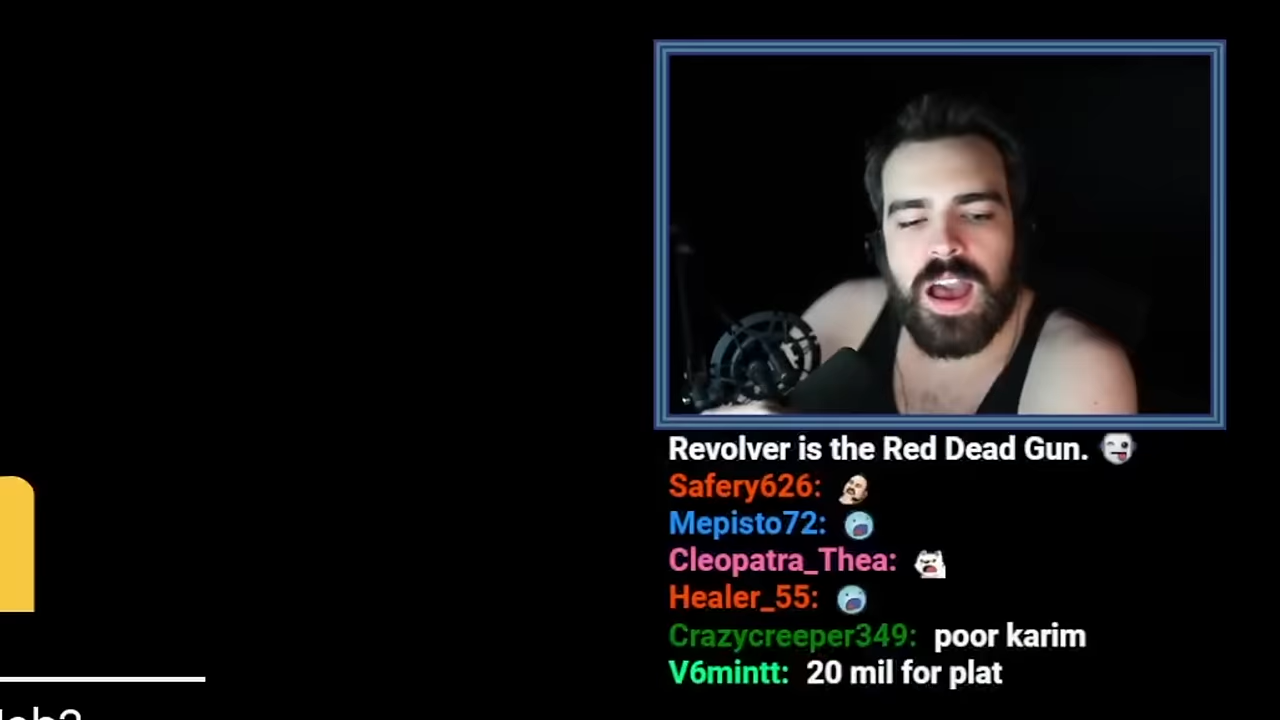 Revolver is the Red Dead Gun.
Safery626:
Mepisto72:
Cleopatra_Thea:
Healer_55:
Crazycreeper349: poor karim
V6mintt: 20 mil for plat